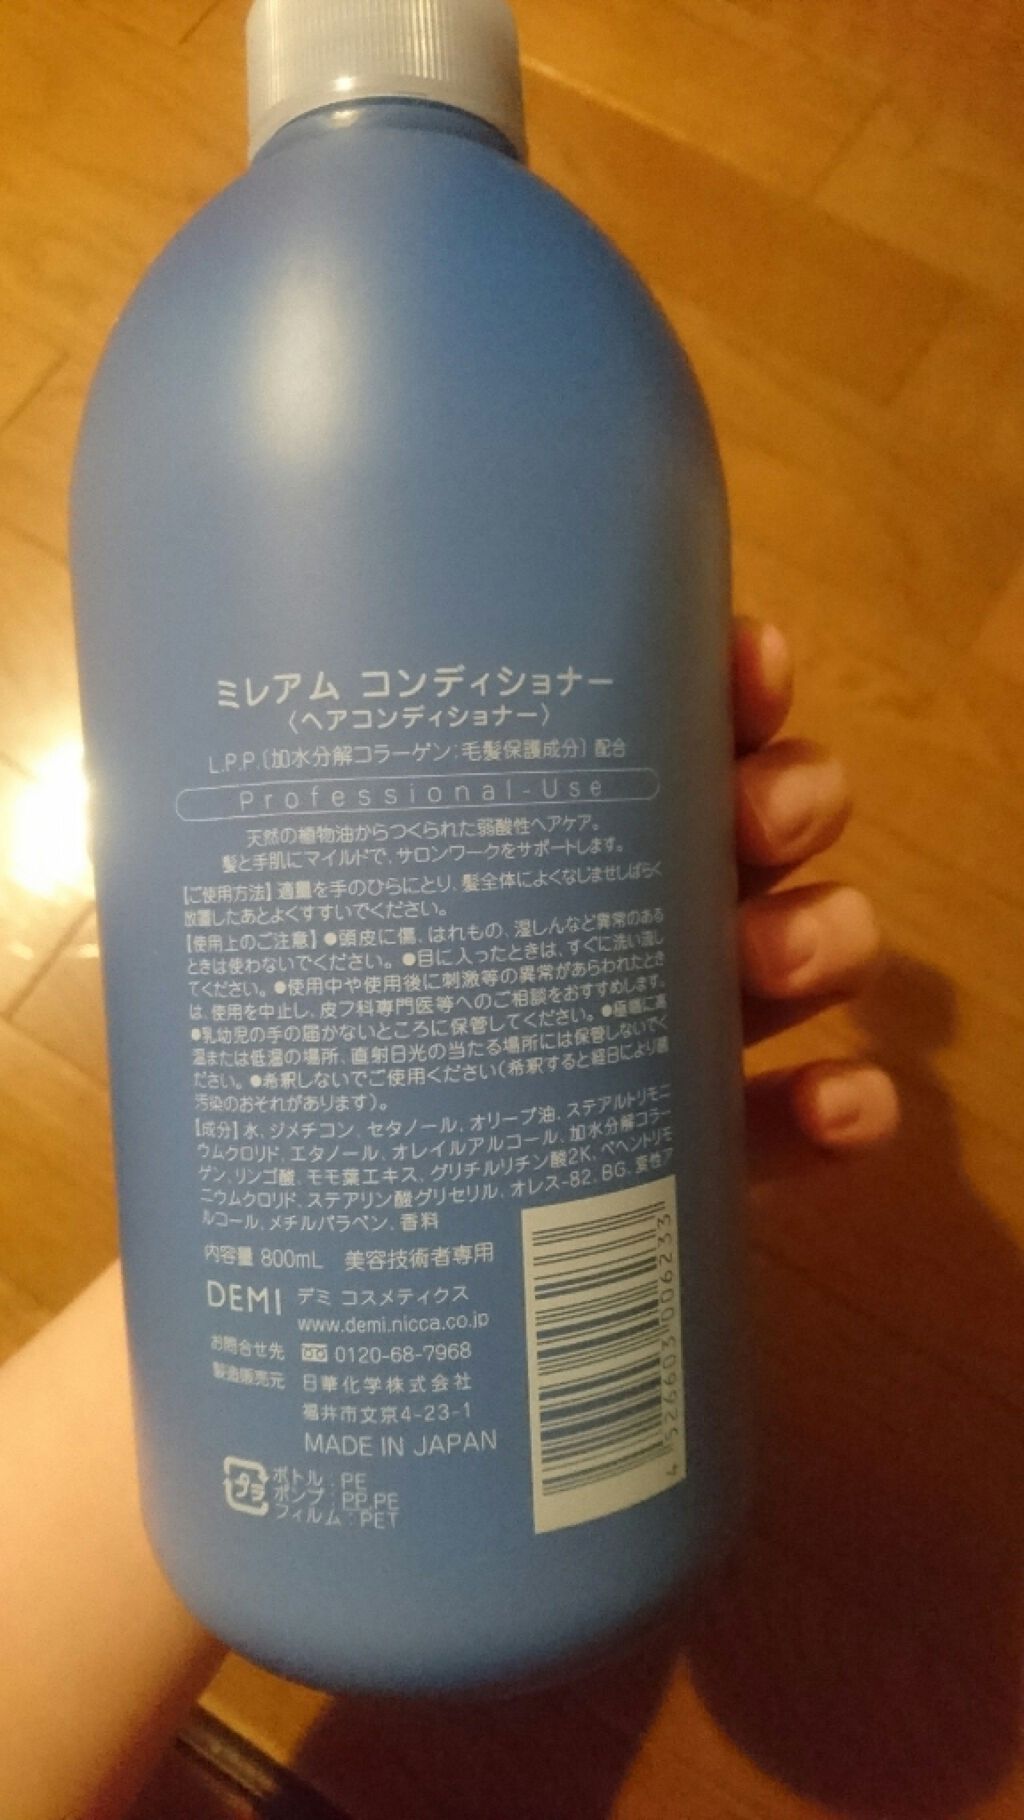 ミレアム コンディショナー
〈ヘアコンディショナー〉
L.P.P.〔加水分解コラーゲン:毛髪保護成分〕配合
Professional-Use
天然の植物油からつくられた弱酸性ヘアケア。
髪と手肌にマイルドで、サロンワークをサポートします。
【ご使用方法】適量を手のひらにとり、髪全体によくなじませしばらく
放置したあとよくすすいでください。
【使用上のご注意】●頭皮に傷、はれもの、湿しんなど異常のある
ときは使わないでください。●目に入ったときは、すぐに洗い流し
てください。●使用中や使用後に刺激等の異常があらわれたとき
は、使用を中止し、皮フ科専門医等へのご相談をおすすめします。
●乳幼児の手の届かないところに保管してください。●極端に高
温または低温の場所、直射日光の当たる場所には保管しないでく
ださい。●希釈しないでご使用ください(希釈すると経日により菌
汚染のおそれがあります)。
【成分】水、ジメチコン、セタノール、オリーブ油、ステアルトリモニ
ウムクロリド、エタノール、オレイルアルコール、加水分解コラー
ゲン、リンゴ酸、モモ葉エキス、グリチルリチン酸2K、ベヘントリモ
ニウムクロリド、ステアリン酸グリセリル、オレス-82、BG、変性ア
ルコール、メチルパラベン、香料
内容量 800mL 美容技術者専用
DEMI デミ コスメティクス
www.demi.nicca.co.jp
お問合せ先 0120-68-7968
製造販売元 日華化学株式会社
福井市文京4-23-1
MADE IN JAPAN
プラ
ボトル:PE
ポンプ:PP,PE
フィルム:PET
4526603006233